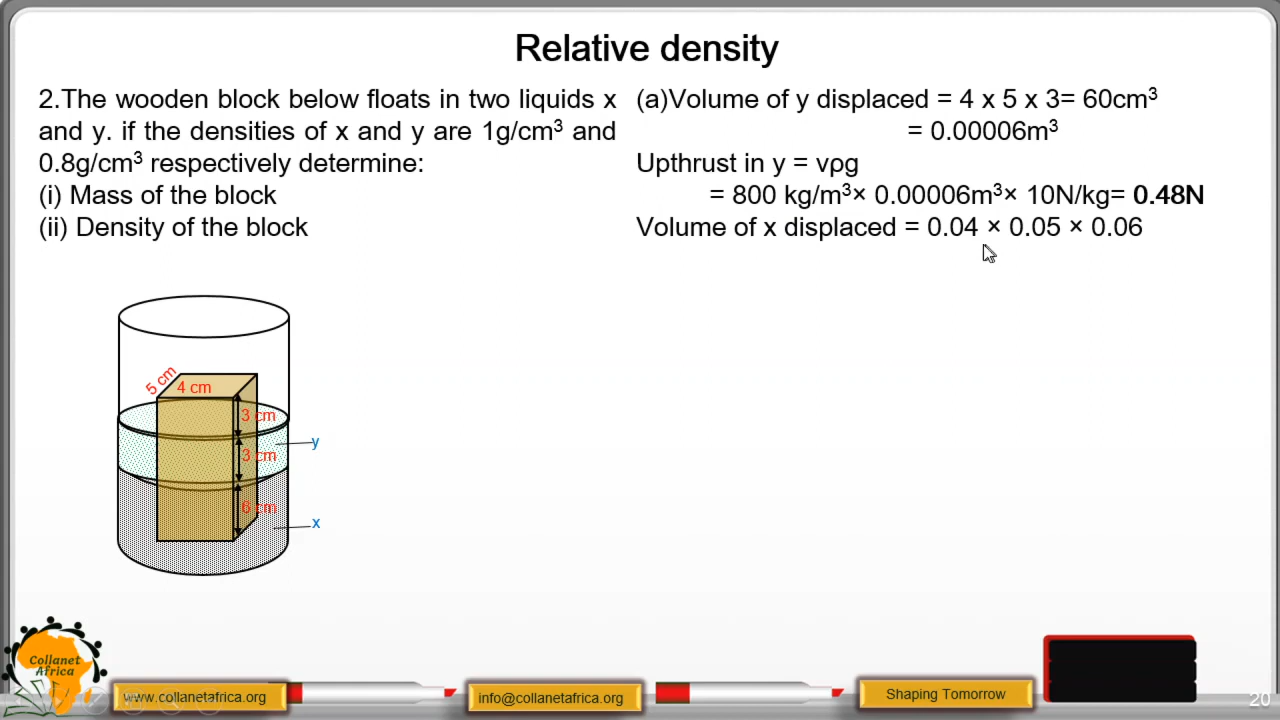 Relative density
2.The wooden block below floats in two liquids x
and y. if the densities of x and y are 1g/cm³ and
0.8g/cm³ respectively determine:
(i) Mass of the block
(ii) Density of the block
(a)Volume of y displaced = 4 x 5 x 3= 60cm³
= 0.00006m³
Upthrust in y = vρg
= 800 kg/m³× 0.00006m³× 10N/kg= 0.48N
Volume of x displaced = 0.04 × 0.05 × 0.06
5 cm
4 cm
3 cm
y
3 cm
6 cm
x
Collanet
Africa
www.collanetafrica.org
info@collanetafrica.org
Shaping Tomorrow
20